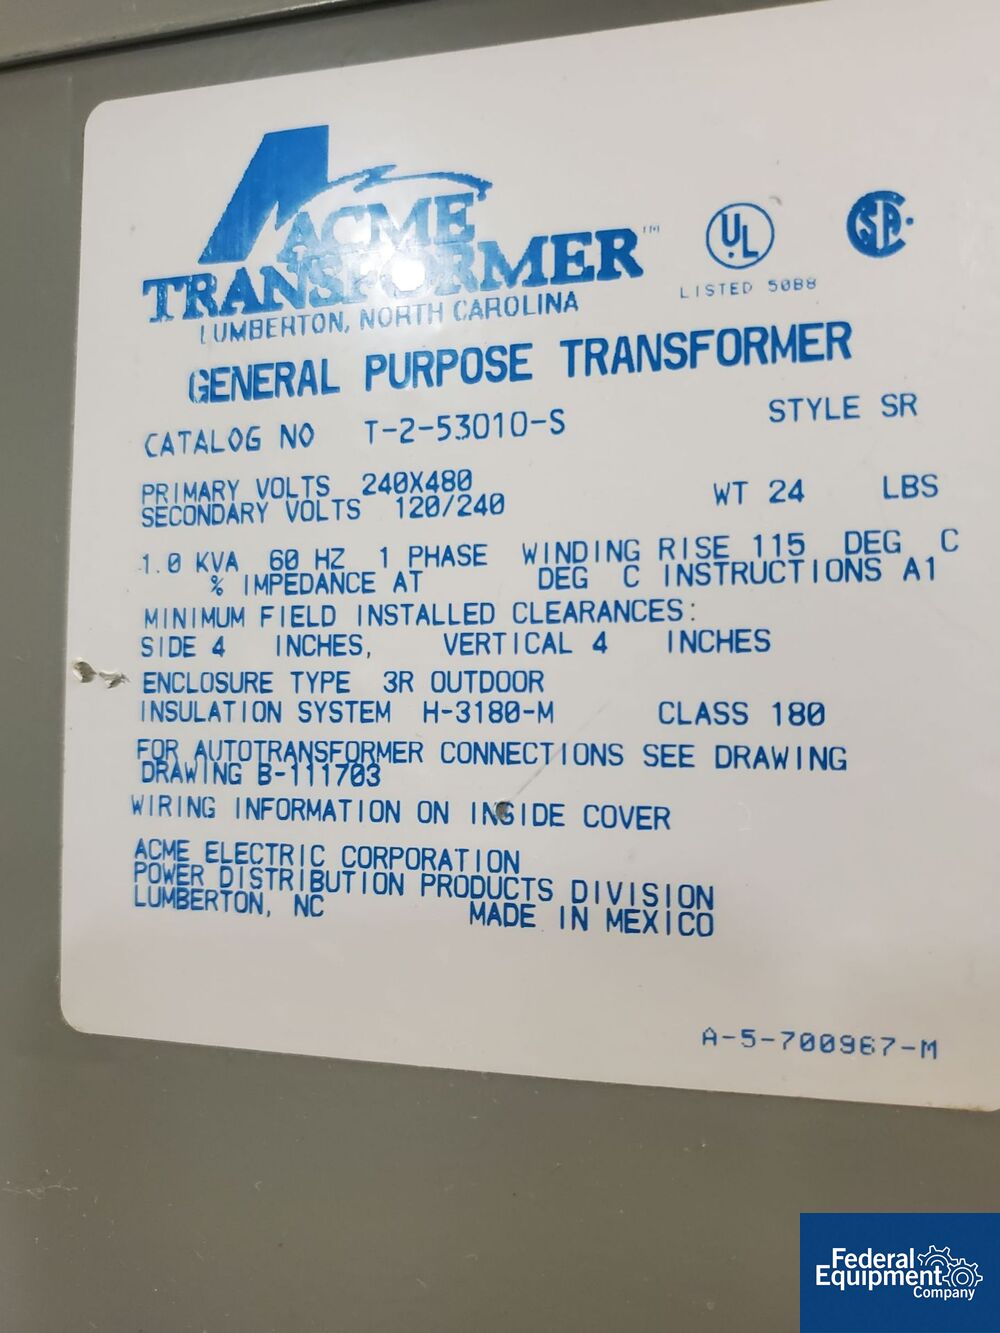 ACME
TRANSFORMER™
LUMBERTON, NORTH CAROLINA
UL
LISTED 50B8
SA
GENERAL PURPOSE TRANSFORMER
CATALOG NO T-2-53010-S STYLE SR
PRIMARY VOLTS 240X480
SECONDARY VOLTS 120/240 WT 24 LBS
1.0 KVA 60 HZ 1 PHASE WINDING RISE 115 DEG C
% IMPEDANCE AT DEG C INSTRUCTIONS A1
MINIMUM FIELD INSTALLED CLEARANCES:
SIDE 4 INCHES, VERTICAL 4 INCHES
ENCLOSURE TYPE 3R OUTDOOR
INSULATION SYSTEM H-3180-M CLASS 180
FOR AUTOTRANSFORMER CONNECTIONS SEE DRAWING
DRAWING B-111703
WIRING INFORMATION ON INSIDE COVER
ACME ELECTRIC CORPORATION
POWER DISTRIBUTION PRODUCTS DIVISION
LUMBERTON, NC MADE IN MEXICO
A-5-700967-M
Federal
Equipment
Company